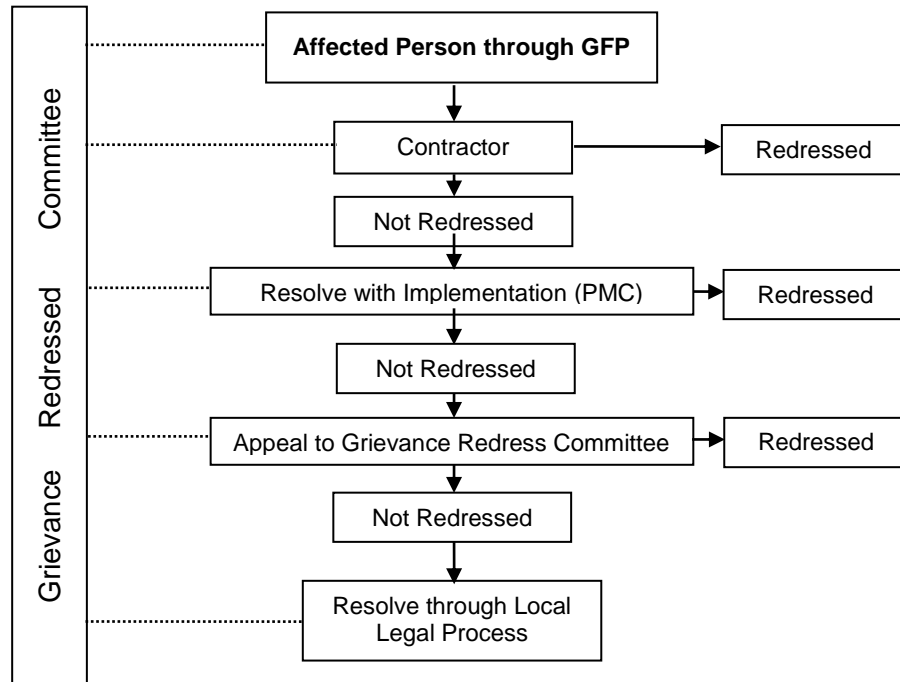 Affected Person through GFP
Contractor
Redressed
Not Redressed
Resolve with Implementation (PMC)
Redressed
Not Redressed
Appeal to Grievance Redress Committee
Redressed
Not Redressed
Resolve through Local
Legal Process
Grievance Redressed Committee